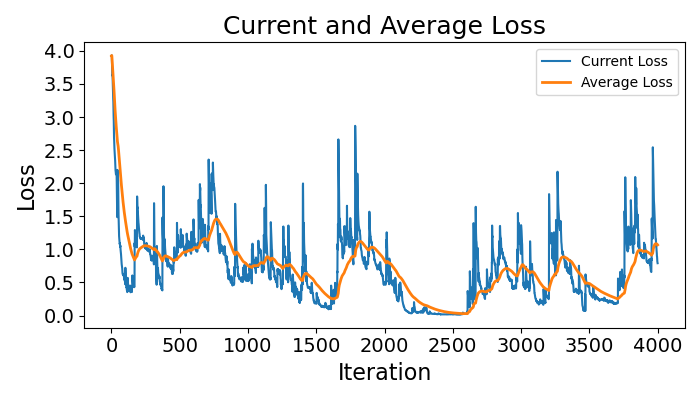 Current and Average Loss
Current Loss
Average Loss
Loss
4.0
3.5
3.0
2.5
2.0
1.5
1.0
0.5
0.0
0 500 1000 1500 2000 2500 3000 3500 4000
Iteration